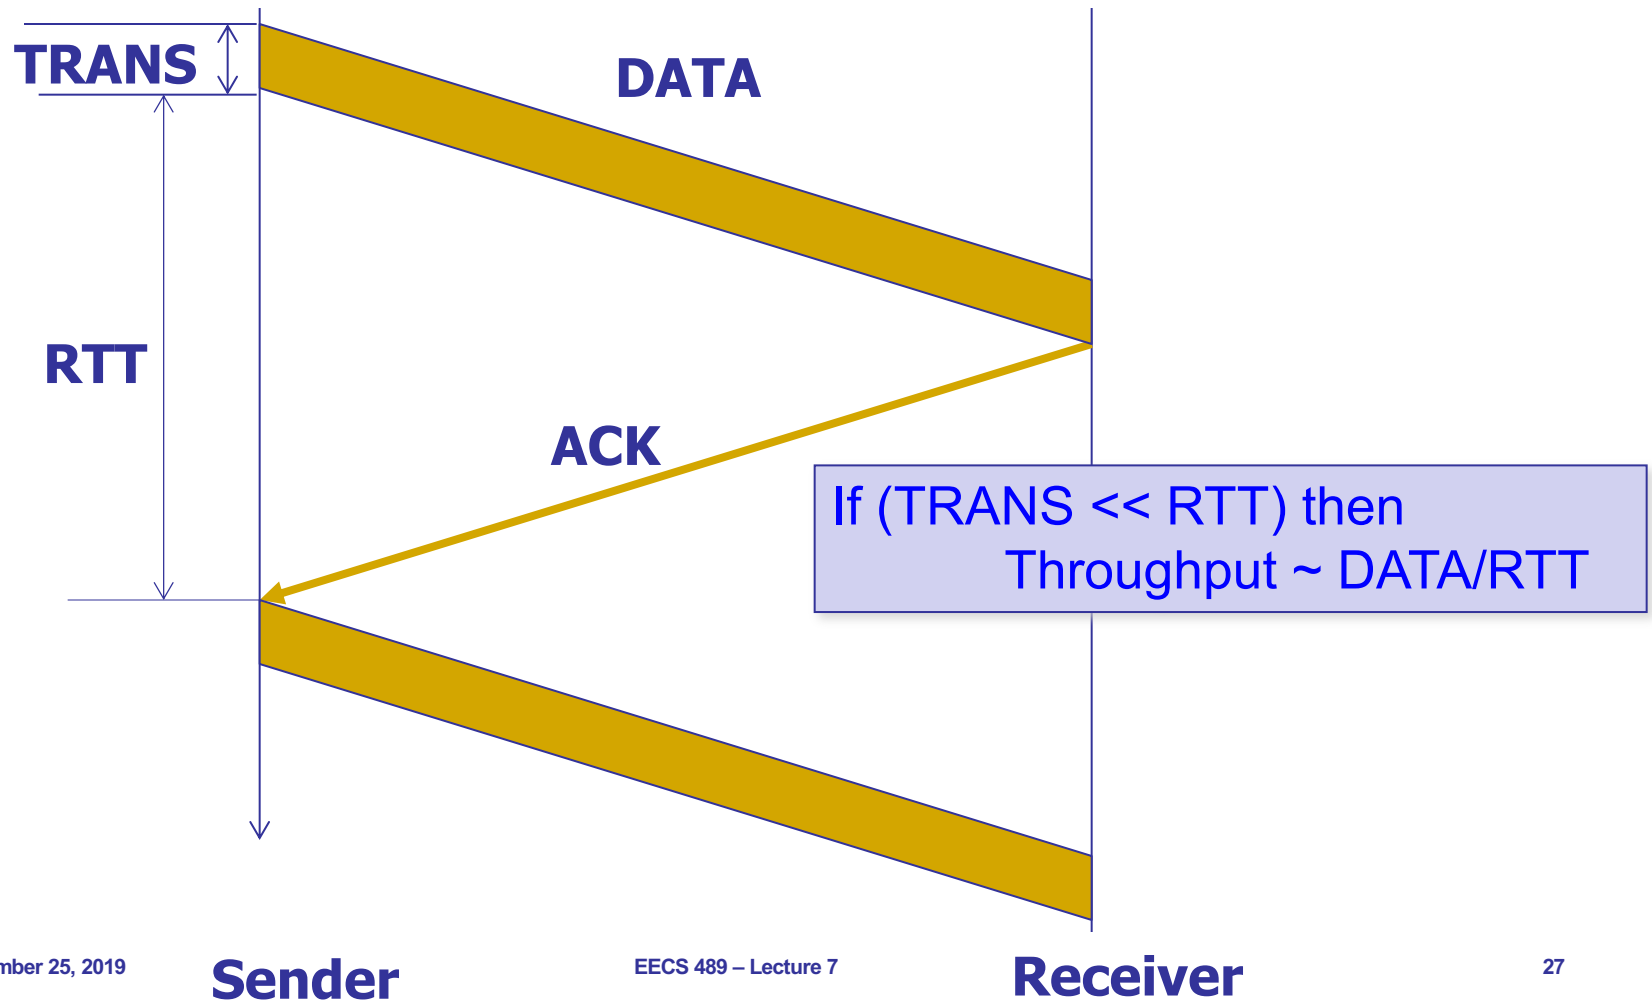 TRANS
DATA
RTT
ACK
If (TRANS << RTT) then
Throughput ~ DATA/RTT
mber 25, 2019
Sender
EECS 489 – Lecture 7
Receiver
27